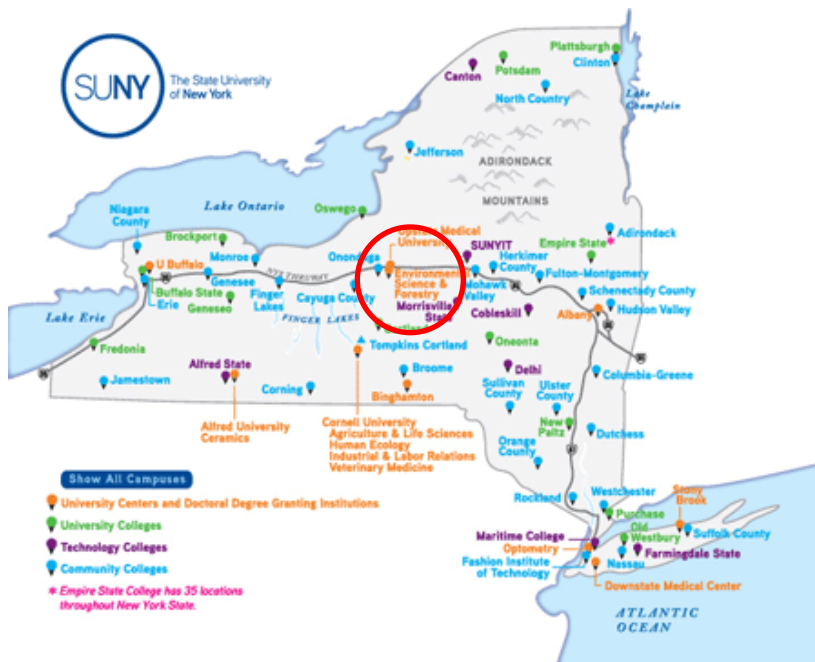 SUNY
The State University
of New York
Plattsburgh
Clinton
Canton
Potsdam
North Country
Lake
Champlain
Jefferson
ADIRONDACK
MOUNTAINS
Lake Ontario
Oswego
Niagara
County
Brockport
Upstate Medical
University
SUNYIT
Empire State
*
Adirondack
U Buffalo
Monroe
Genesee
NYS THRUWAY
Onondaga
Environmental
Science &
Forestry
Herkimer
County
Mohawk
Valley
Fulton-Montgomery
Buffalo State
Erie
Geneseo
Finger
Lakes
Cayuga County
Morrisville
State
Schenectady County
Hudson Valley
Lake Erie
FINGER LAKES
Cortland
Cobleskill
Albany
Fredonia
Tompkins Cortland
Oneonta
Jamestown
Alfred State
Corning
Broome
Binghamton
Delhi
Columbia-Greene
Sullivan
County
Ulster
County
Alfred University
Ceramics
Cornell University
Agriculture & Life Sciences
Human Ecology
Industrial & Labor Relations
Veterinary Medicine
New
Paltz
Dutchess
Orange
County
Show All Campuses
University Centers and Doctoral Degree Granting Institutions
University Colleges
Technology Colleges
Community Colleges
* Empire State College has 35 locations
throughout New York State.
Rockland
Westchester
Purchase
Old
Westbury
Stony
Brook
Suffolk County
Maritime College
Optometry
Fashion Institute
of Technology
Nassau
Farmingdale State
Downstate Medical Center
ATLANTIC
OCEAN